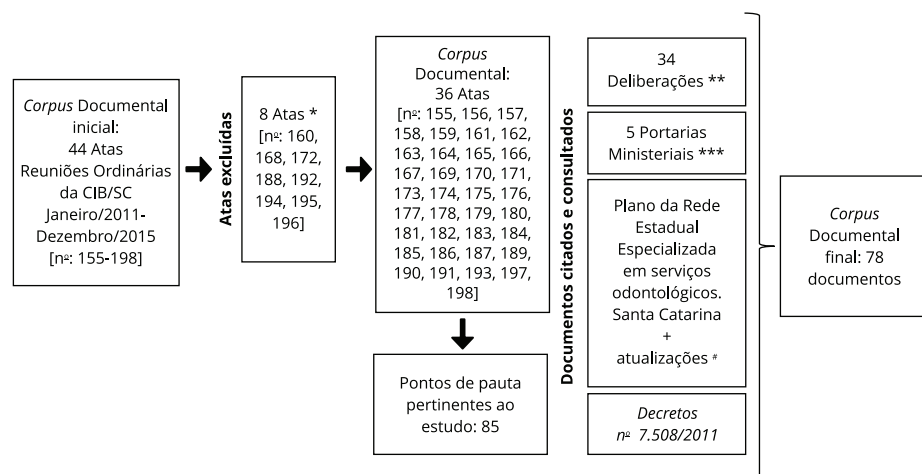 Corpus Documental
inicial:
44 Atas
Reuniões Ordinárias
da CIB/SC
Janeiro/2011-
Dezembro/2015
[nº: 155-198]
Atas excluídas
8 Atas *
[nº: 160,
168, 172,
188, 192,
194, 195,
196]
Corpus
Documental:
36 Atas
[nº: 155, 156, 157,
158, 159, 161, 162,
163, 164, 165, 166,
167, 169, 170, 171,
173, 174, 175, 176,
177, 178, 179, 180,
181, 182, 183, 184,
185, 186, 187, 189,
190, 191, 193, 197,
198]
Pontos de pauta
pertinentes ao
estudo: 85
Documentos citados e consultados
34
Deliberações **
5 Portarias
Ministeriais ***
Plano da Rede
Estadual
Especializada
em serviços
odontológicos.
Santa Catarina
+
atualizações #
Decretos
nº 7.508/2011
Corpus
Documental
final: 78
documentos